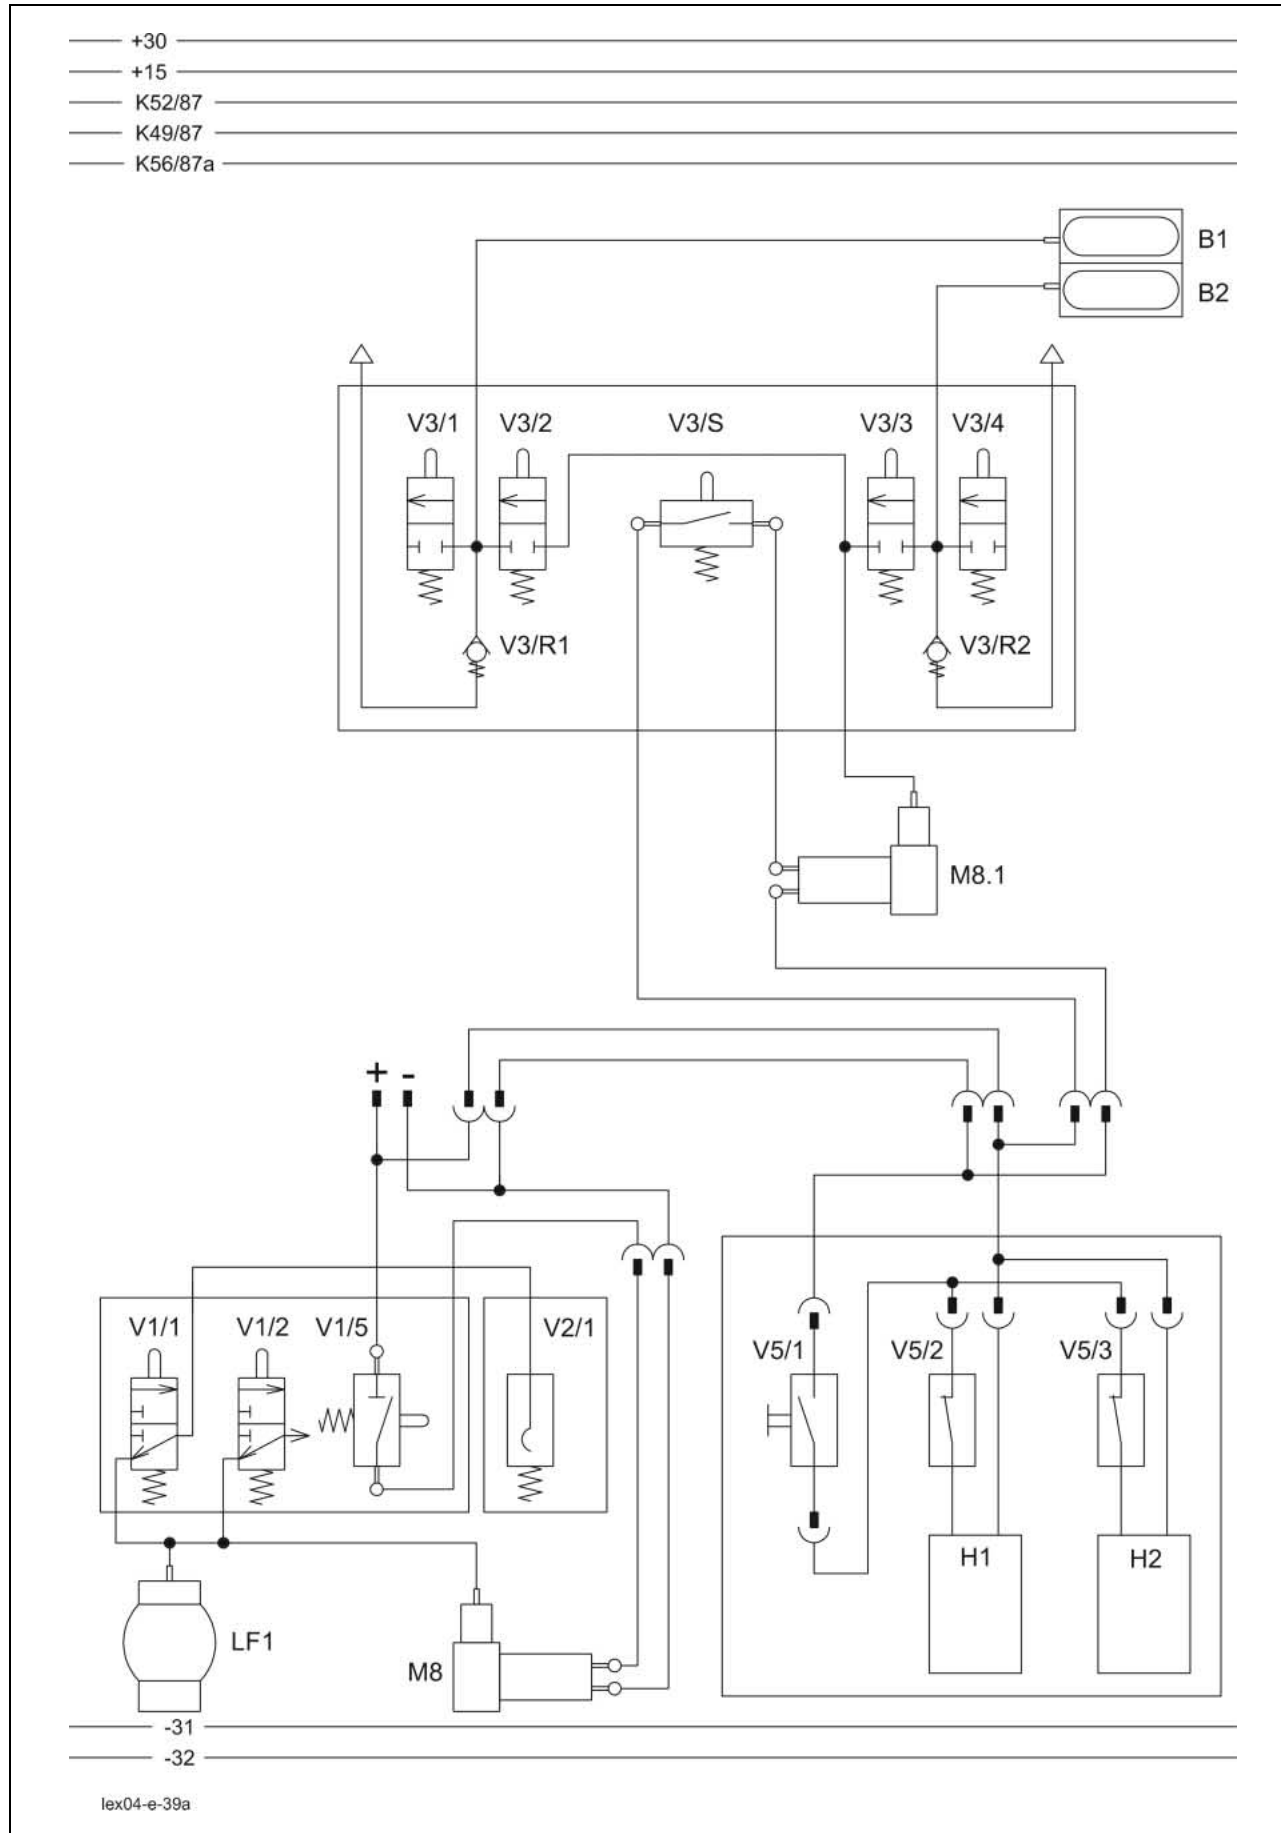 +30
+15
K52/87
K49/87
K56/87a
B1
B2
V3/1 V3/2 V3/S V3/3 V3/4
V3/R1 V3/R2
M8.1
+ -
V1/1 V1/2 V1/5 V2/1
V5/1 V5/2 V5/3
H1 H2
LF1
M8
-31
-32
lex04-e-39a